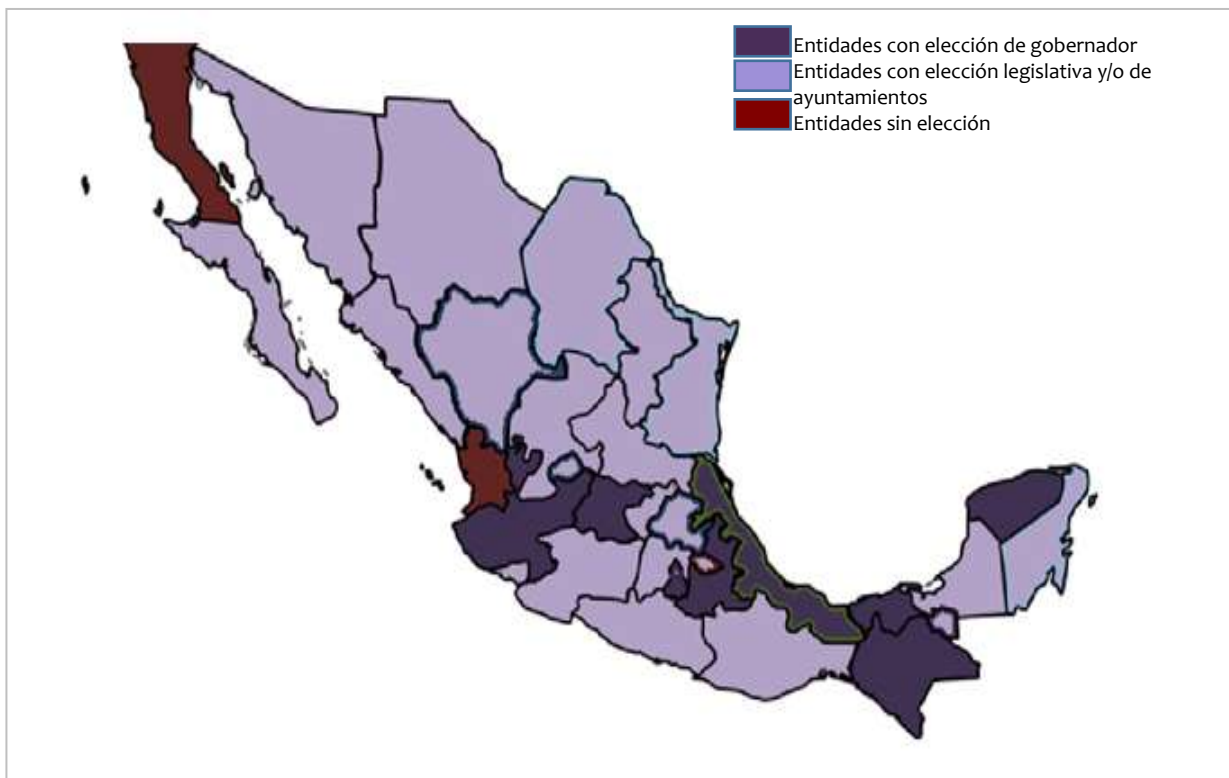 Entidades con elección de gobernador
Entidades con elección legislativa y/o de
ayuntamientos
Entidades sin elección